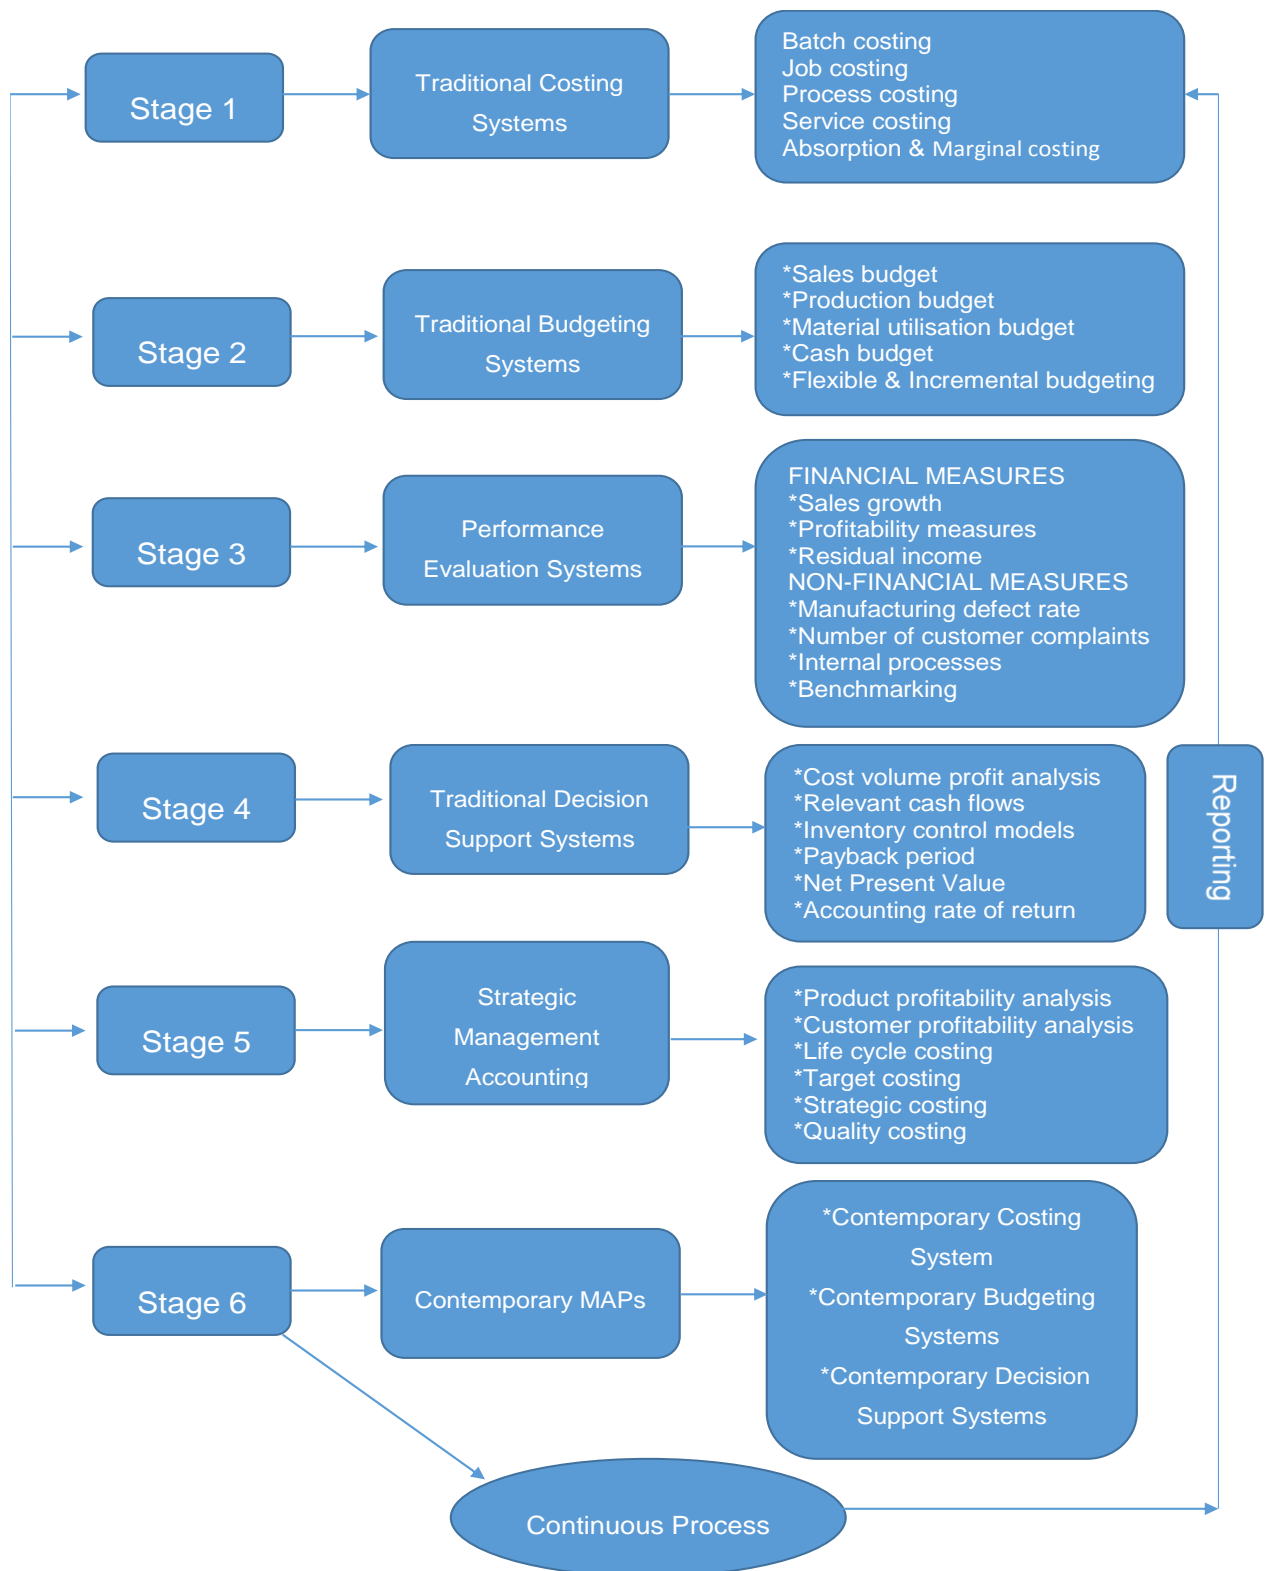 Stage 1
Traditional Costing
Systems
Batch costing
Job costing
Process costing
Service costing
Absorption & Marginal costing
Stage 2
Traditional Budgeting
Systems
*Sales budget
*Production budget
*Material utilisation budget
*Cash budget
*Flexible & Incremental budgeting
Stage 3
Performance
Evaluation Systems
FINANCIAL MEASURES
*Sales growth
*Profitability measures
*Residual income
NON-FINANCIAL MEASURES
*Manufacturing defect rate
*Number of customer complaints
*Internal processes
*Benchmarking
Stage 4
Traditional Decision
Support Systems
*Cost volume profit analysis
*Relevant cash flows
*Inventory control models
*Payback period
*Net Present Value
*Accounting rate of return
Reporting
Stage 5
Strategic
Management
Accounting
*Product profitability analysis
*Customer profitability analysis
*Life cycle costing
*Target costing
*Strategic costing
*Quality costing
Stage 6
Contemporary MAPs
*Contemporary Costing
System
*Contemporary Budgeting
Systems
*Contemporary Decision
Support Systems
Continuous Process